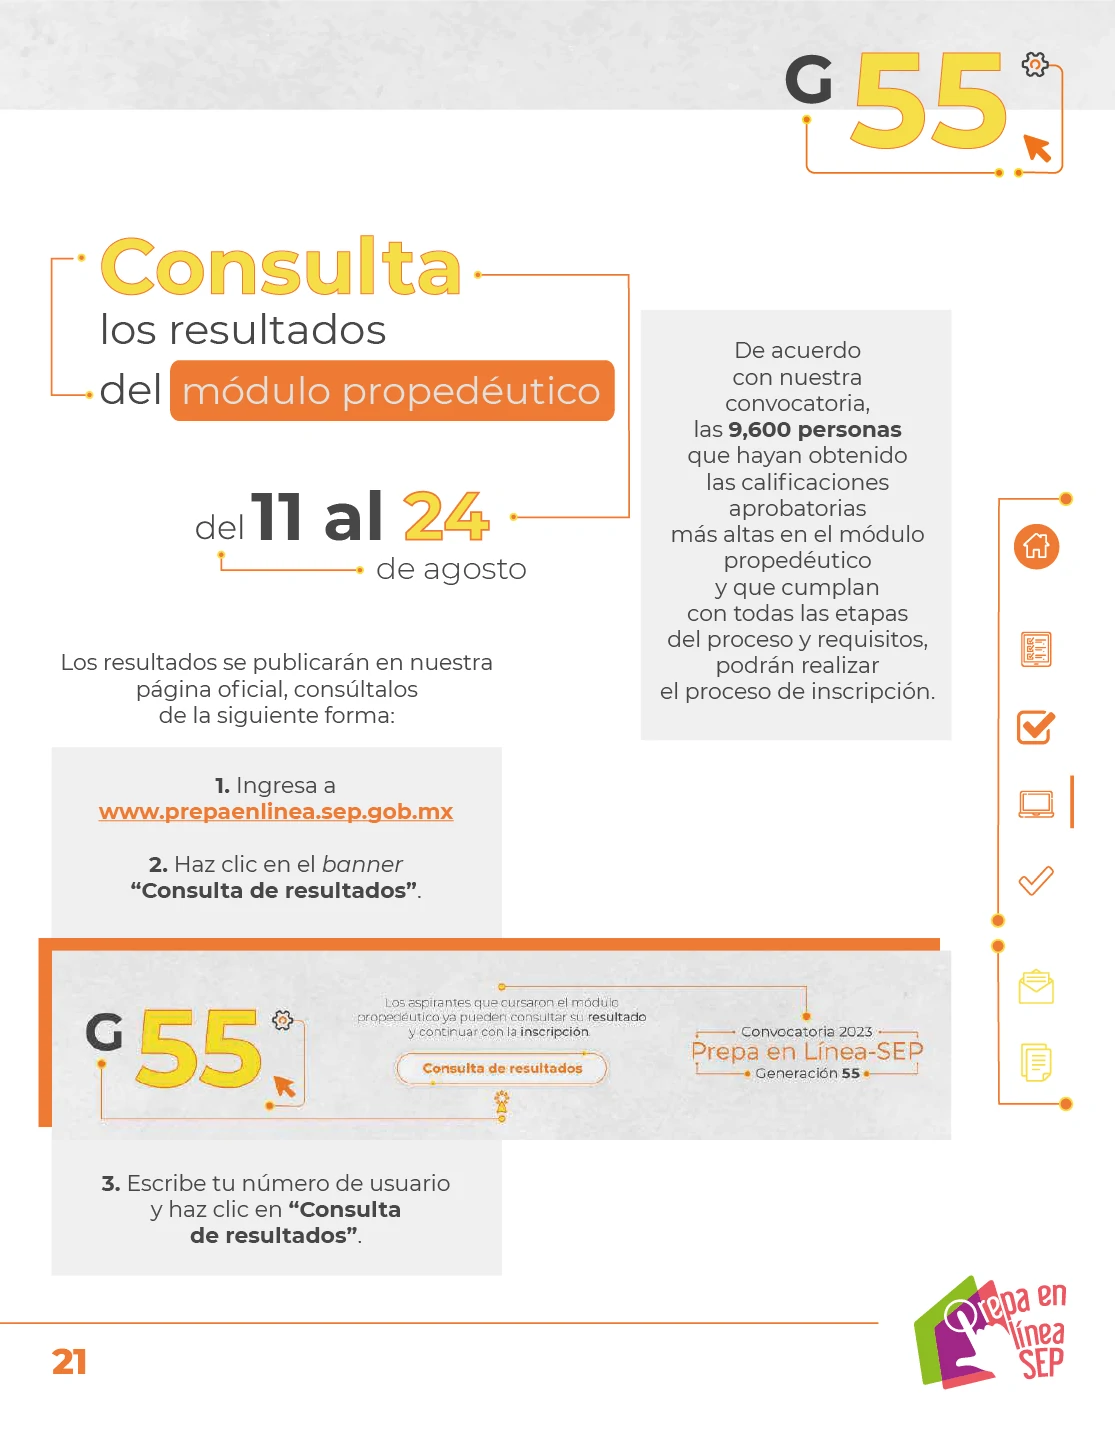 G 55
Consulta
los resultados
del módulo propedéutico
del 11 al 24
de agosto
De acuerdo
con nuestra
convocatoria,
las 9,600 personas
que hayan obtenido
las calificaciones
aprobatorias
más altas en el módulo
propedéutico
y que cumplan
con todas las etapas
del proceso y requisitos,
podrán realizar
el proceso de inscripción.
Los resultados se publicarán en nuestra
página oficial, consúltalos
de la siguiente forma:
1. Ingresa a
www.prepaenlinea.sep.gob.mx
2. Haz clic en el banner
“Consulta de resultados”.
G 55
Los aspirantes que cursaron el módulo
propedéutico ya pueden consultar su resultado
y continuar con la inscripción.
Consulta de resultados
Convocatoria 2023
Prepa en Línea-SEP
Generación 55
3. Escribe tu número de usuario
y haz clic en “Consulta
de resultados”.
21
Prepa en
línea
SEP